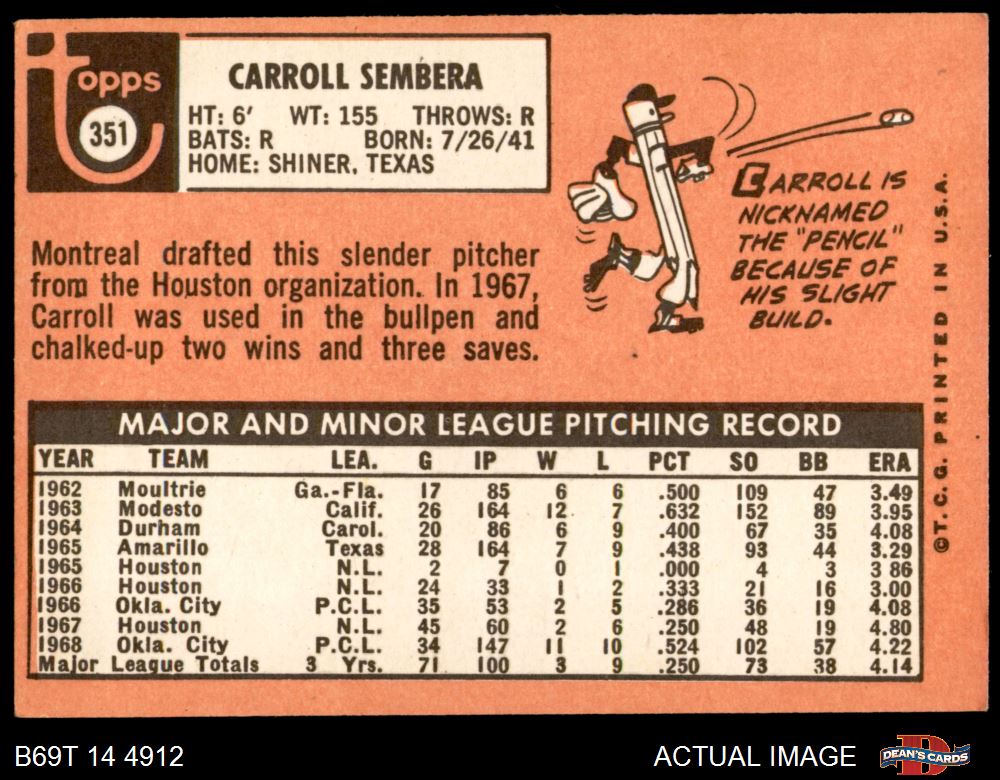 Topps
351
CARROLL SEMBERA
HT: 6' WT: 155 THROWS: R
BATS: R BORN: 7/26/41
HOME: SHINER, TEXAS
Montreal drafted this slender pitcher
from the Houston organization. In 1967,
Carroll was used in the bullpen and
chalked-up two wins and three saves.
CARROLL IS
NICKNAMED
THE "PENCIL"
BECAUSE OF
HIS SLIGHT
BUILD.
©T.C.G. PRINTED IN U.S.A.
MAJOR AND MINOR LEAGUE PITCHING RECORD
YEAR TEAM LEA. G IP W L PCT SO BB ERA
1962 Moultrie Ga.-Fla. 17 85 6 6 .500 109 47 3.49
1963 Modesto Calif. 26 164 12 7 .632 152 89 3.95
1964 Durham Carol. 20 86 6 9 .400 67 35 4.08
1965 Amarillo Texas 28 164 7 9 .438 93 44 3.29
1965 Houston N.L. 2 7 0 1 .000 4 3 3 86
1966 Houston N.L. 24 33 1 2 .333 21 16 3.00
1966 Okla. City P.C.L. 35 53 2 5 .286 36 19 4.08
1967 Houston N.L. 45 60 2 6 .250 48 19 4.80
1968 Okla. City P.C.L. 34 147 11 10 .524 102 57 4.22
Major League Totals 3 Yrs. 71 100 3 9 .250 73 38 4.14
B69T 14 4912
ACTUAL IMAGE
DEAN'S CARDS